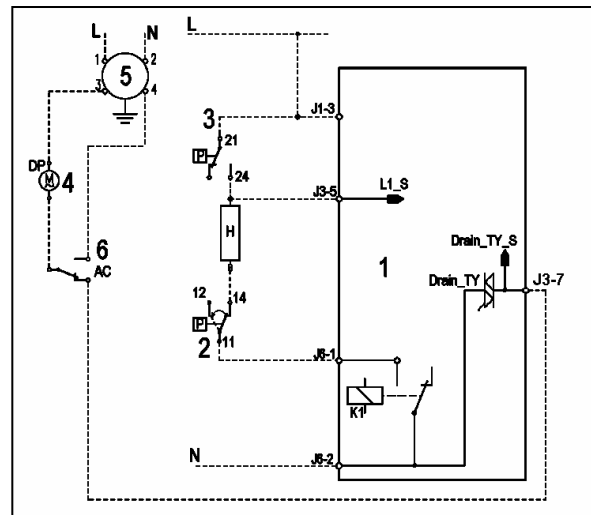 L N L
1 5 2
3 4
J1-3
3
21
P
24
DP M 4
J3-5 L1_S
H
Drain_TY_S
6
AC
1
Drain_TY J3-7
12 14
P
2 11
J6-1
K1
N
J6-2